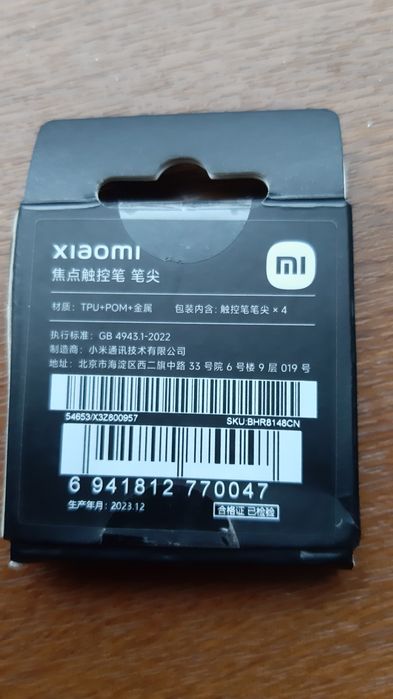 xiaomi
焦点触控笔 笔尖
mi
材质：TPU+POM+金属 包装内含：触控笔笔尖 × 4
执行标准：GB 4943.1-2022
制造商：小米通讯技术有限公司
地址：北京市海淀区西二旗中路 33 号院 6 号楼 9 层 019 号
54653/X3Z800957 SKU:BHR8148CN
6 941812 770047
生产年月：2023.12 合格证 已检验